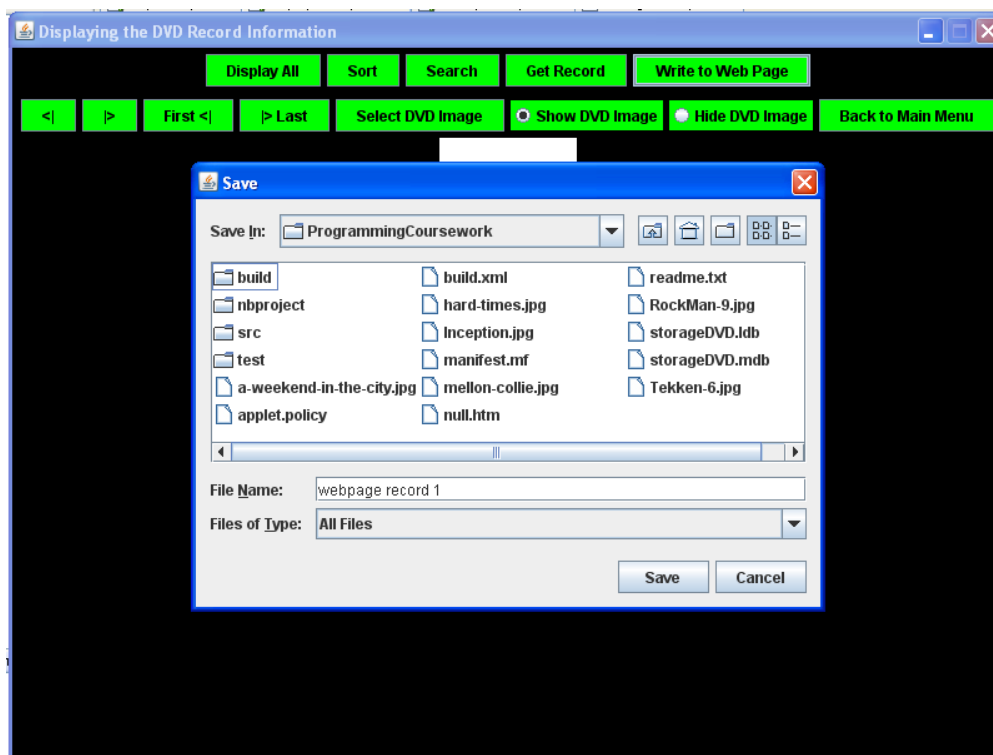 Displaying the DVD Record Information
Display All Sort Search Get Record Write to Web Page
<| |> First <| |> Last Select DVD Image Show DVD Image Hide DVD Image Back to Main Menu
Save
Save In: ProgrammingCoursework
build build.xml readme.txt
nbproject hard-times.jpg RockMan-9.jpg
src Inception.jpg storageDVD.ldb
test manifest.mf storageDVD.mdb
a-weekend-in-the-city.jpg mellon-collie.jpg Tekken-6.jpg
applet.policy null.htm
File Name: webpage record 1
Files of Type: All Files
Save Cancel